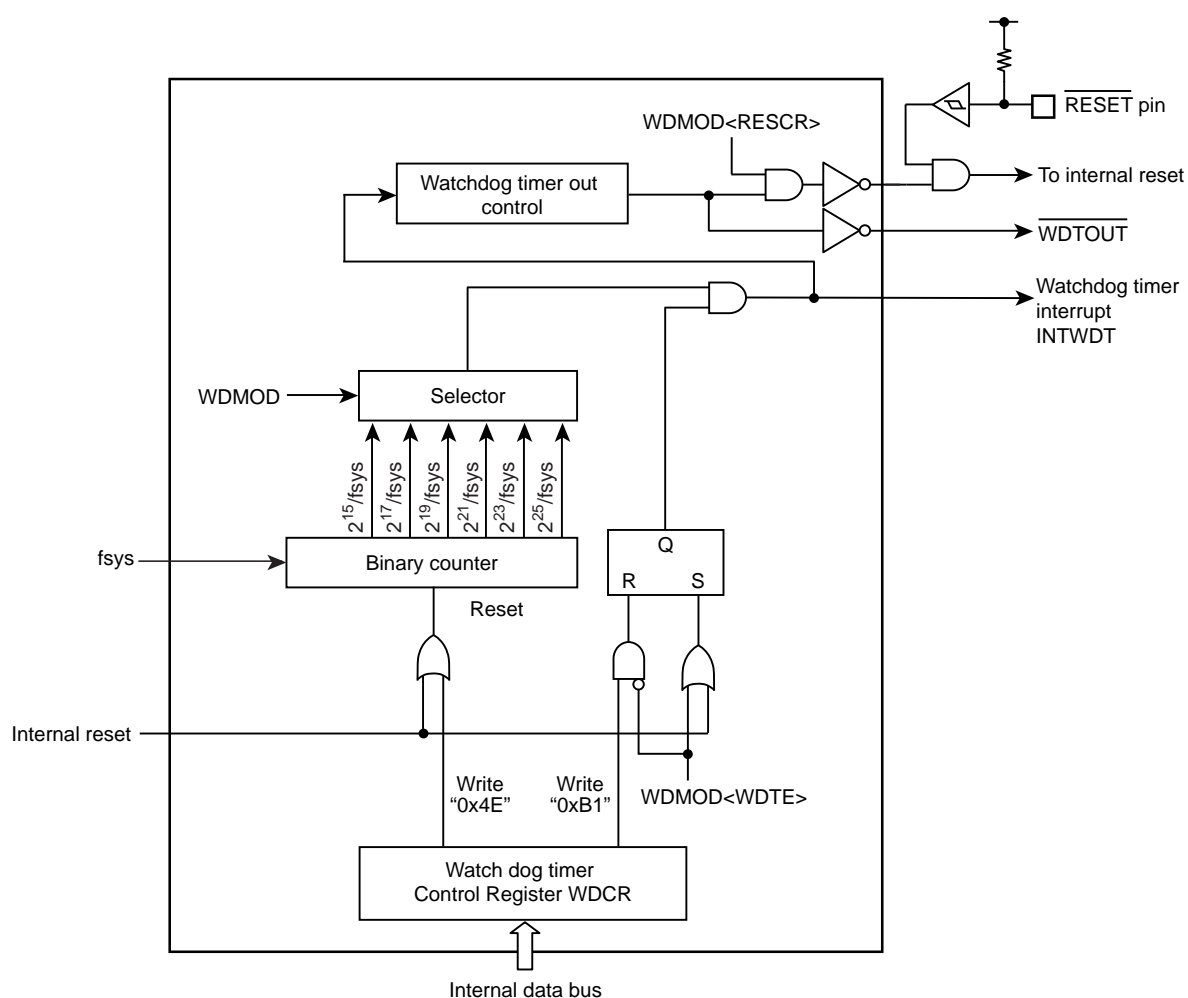 RESET pin
WDMOD<RESCR>
Watchdog timer out
control
To internal reset
WDTOUT
Watchdog timer
interrupt
INTWDT
WDMOD
Selector
2^15/fsys
2^17/fsys
2^19/fsys
2^21/fsys
2^23/fsys
2^25/fsys
fsys
Binary counter
Q
R S
Reset
Internal reset
Write
“0x4E”
Write
“0xB1”
WDMOD<WDTE>
Watch dog timer
Control Register WDCR
Internal data bus